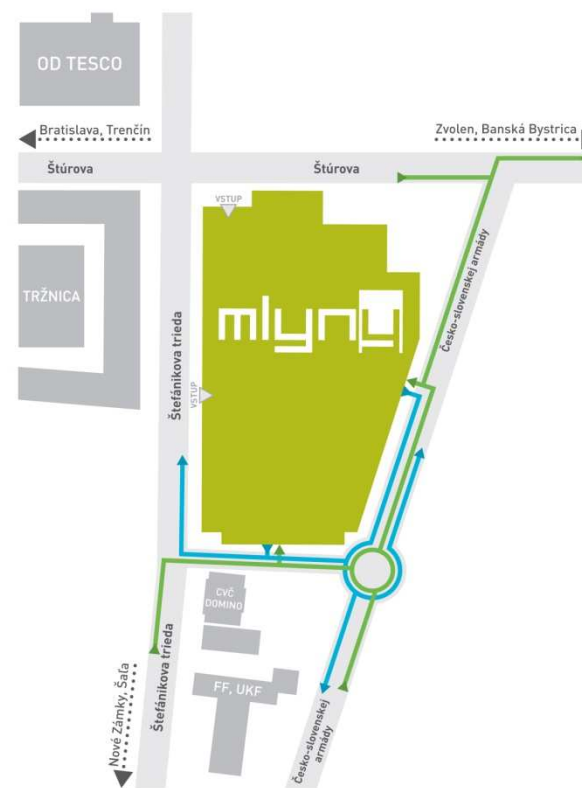 OD TESCO
Bratislava, Trenčín
Zvolen, Banská Bystrica
Štúrova
Štúrova
VSTUP
TRŽNICA
mlyny
Česko-slovenskej armády
Štefánikova trieda
VSTUP
CVČ
DOMINO
Štefánikova trieda
FF, UKF
Nové Zámky, Šaľa
Česko-slovenskej
armády